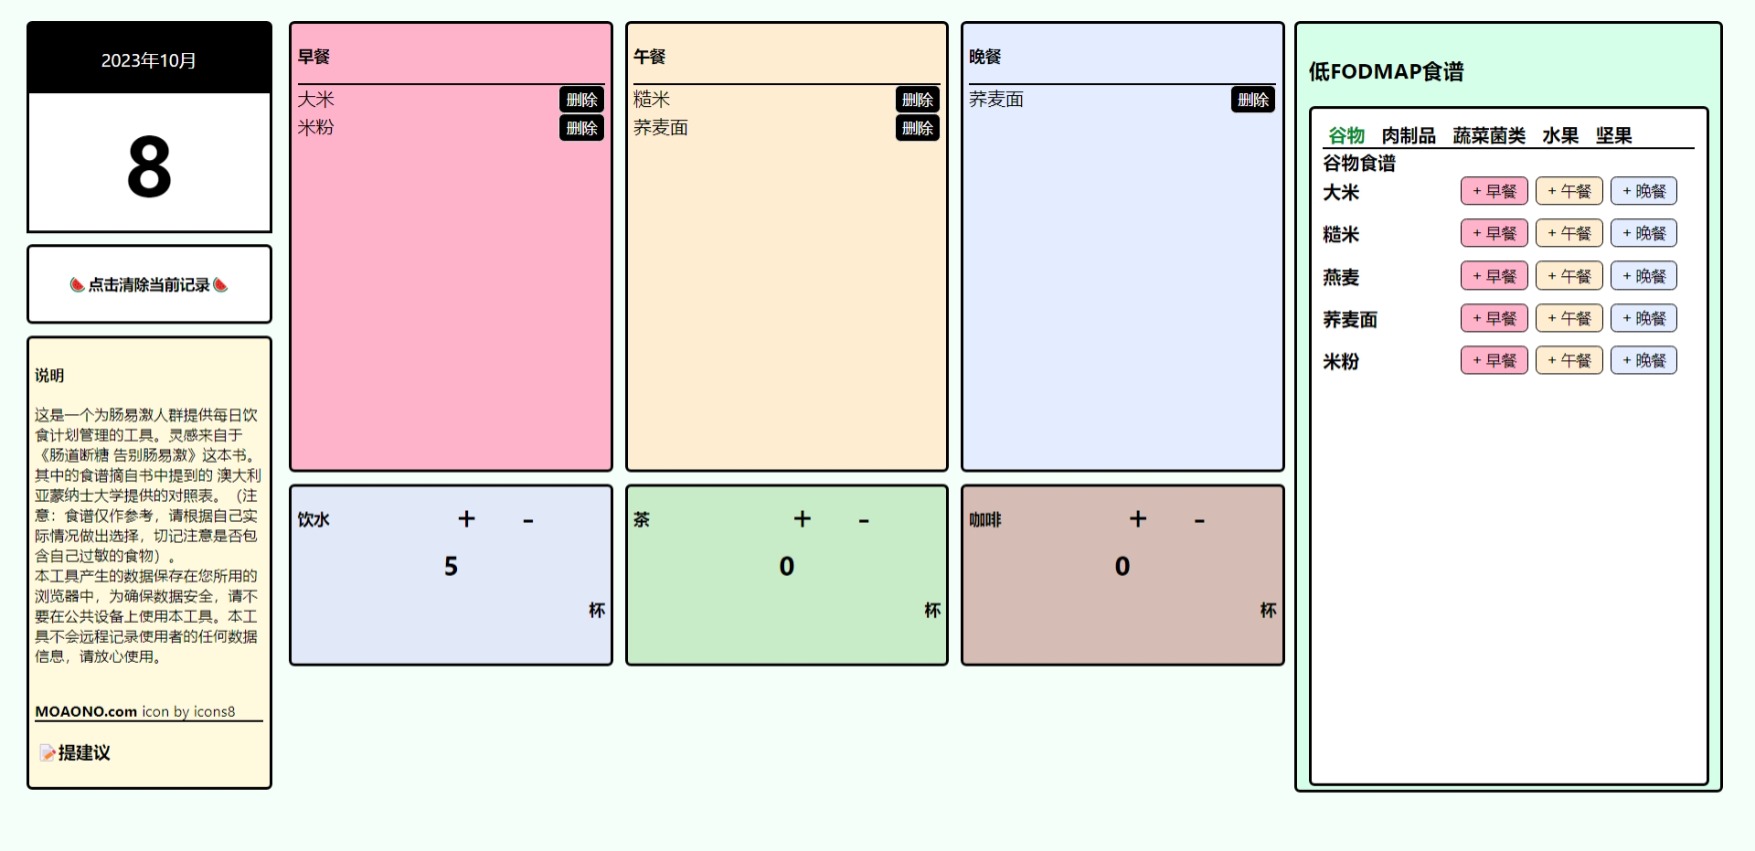 2023年10月
8
点击清除当前记录
说明
这是一个为肠易激人群提供每日饮
食计划管理的工具。灵感来自于
《肠道断糖 告别肠易激》这本书。
其中的食谱摘自书中提到的 澳大利
亚蒙纳士大学提供的对照表。（注
意：食谱仅作参考，请根据自己实
际情况做出选择，切记注意是否包
含自己过敏的食物）。
本工具产生的数据保存在您所用的
浏览器中，为确保数据安全，请不
要在公共设备上使用本工具。本工
具不会远程记录使用者的任何数据
信息，请放心使用。
MOAONO.com icon by icons8
提建议
早餐
大米 删除
米粉 删除
午餐
糙米 删除
荞麦面 删除
晚餐
荞麦面 删除
饮水 + -
5
杯
茶 + -
0
杯
咖啡 + -
0
杯
低FODMAP食谱
谷物 肉制品 蔬菜菌类 水果 坚果
谷物食谱
大米 + 早餐 + 午餐 + 晚餐
糙米 + 早餐 + 午餐 + 晚餐
燕麦 + 早餐 + 午餐 + 晚餐
荞麦面 + 早餐 + 午餐 + 晚餐
米粉 + 早餐 + 午餐 + 晚餐